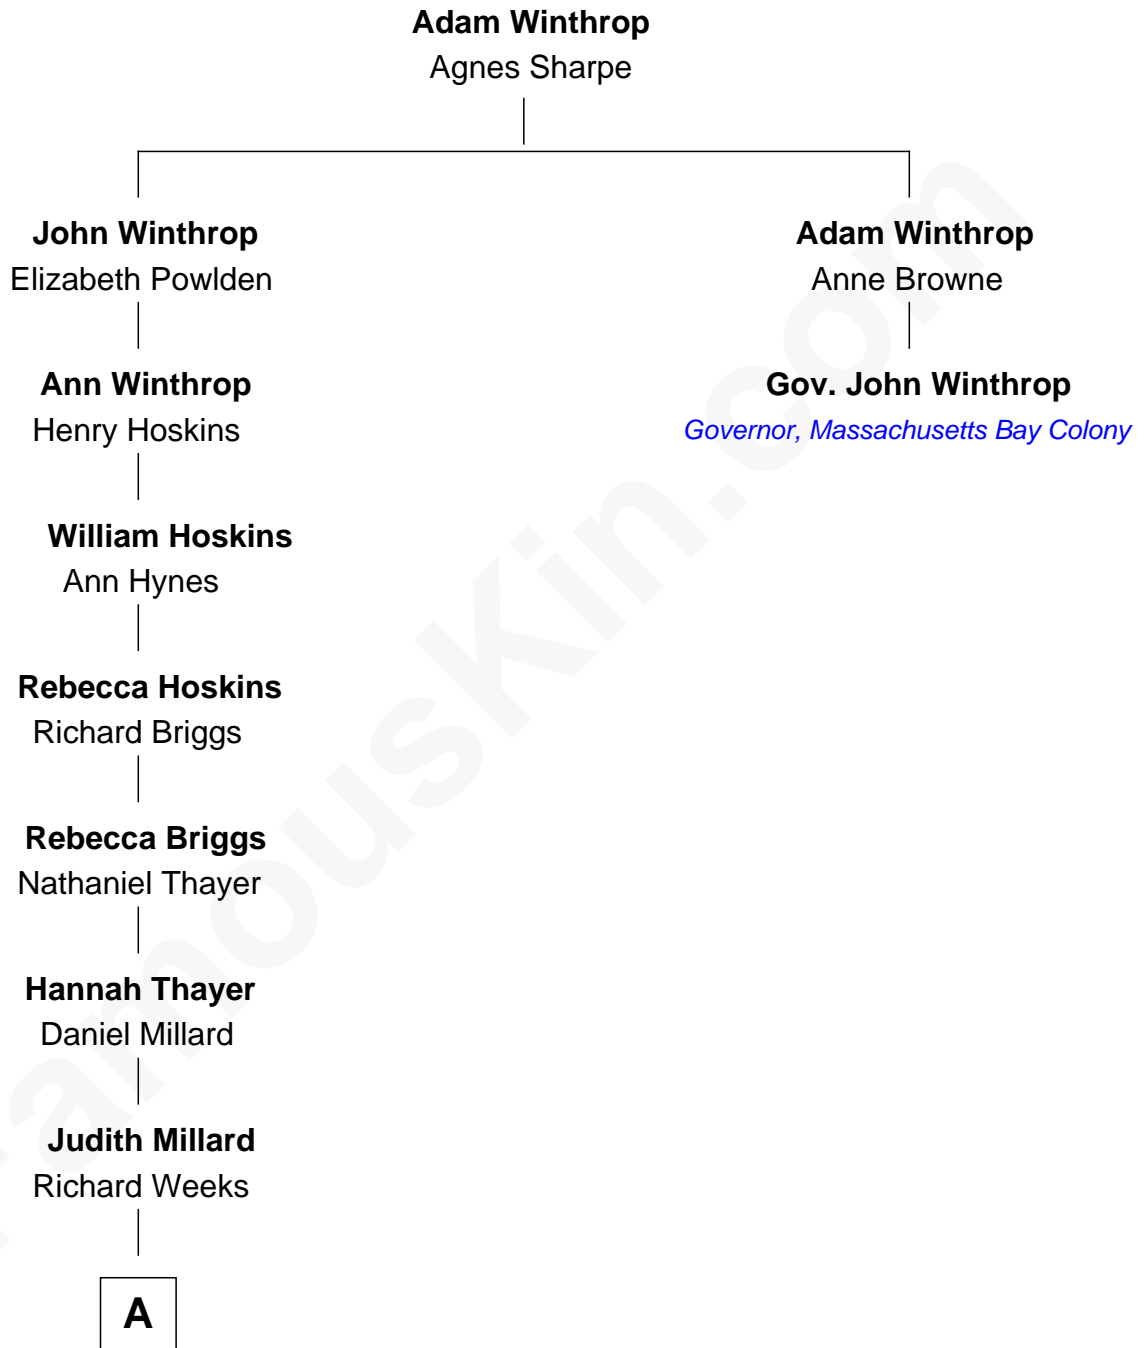 Adam Winthrop
Agnes Sharpe
John Winthrop
Elizabeth Powlden
Adam Winthrop
Anne Browne
Ann Winthrop
Henry Hoskins
Gov. John Winthrop
Governor, Massachusetts Bay Colony
William Hoskins
Ann Hynes
Rebecca Hoskins
Richard Briggs
Rebecca Briggs
Nathaniel Thayer
Hannah Thayer
Daniel Millard
Judith Millard
Richard Weeks
A
FamousKin.com